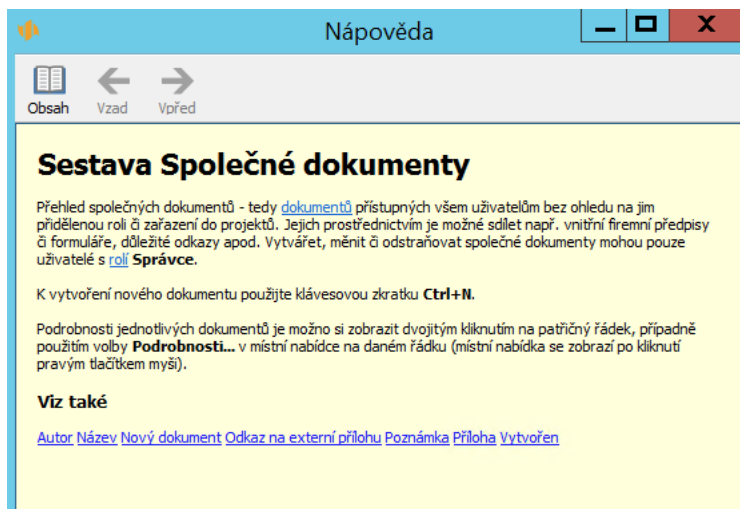 Nápověda
Obsah Vzad Vpřed
Sestava Společné dokumenty
Přehled společných dokumentů - tedy dokumentů přístupných všem uživatelům bez ohledu na jim
přidělenou roli či zařazení do projektů. Jejich prostřednictvím je možné sdílet např. vnitřní firemní předpisy
či formuláře, důležité odkazy apod. Vytvářet, měnit či odstraňovat společné dokumenty mohou pouze
uživatelé s rolí Správce.
K vytvoření nového dokumentu použijte klávesovou zkratku Ctrl+N.
Podrobnosti jednotlivých dokumentů je možno si zobrazit dvojitým kliknutím na patřičný řádek, případně
použitím volby Podrobnosti... v místní nabídce na daném řádku (místní nabídka se zobrazí po kliknutí
pravým tlačítkem myši).
Viz také
Autor Název Nový dokument Odkaz na externí přílohu Poznámka Příloha Vytvořen